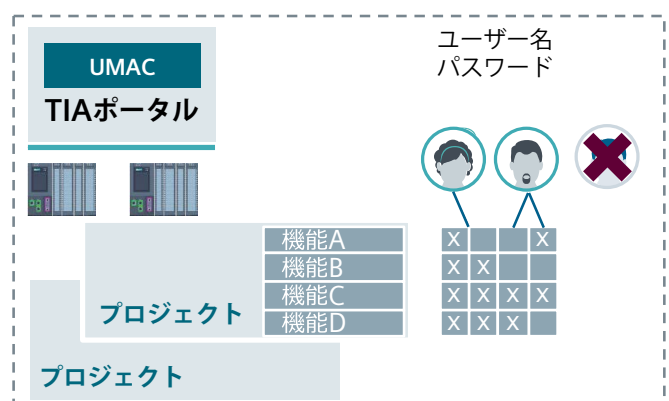 UMAC
TIAポータル
ユーザー名
パスワード
機能A
機能B
機能C
機能D
X X
X X
X X X X
X X X
プロジェクト
プロジェクト